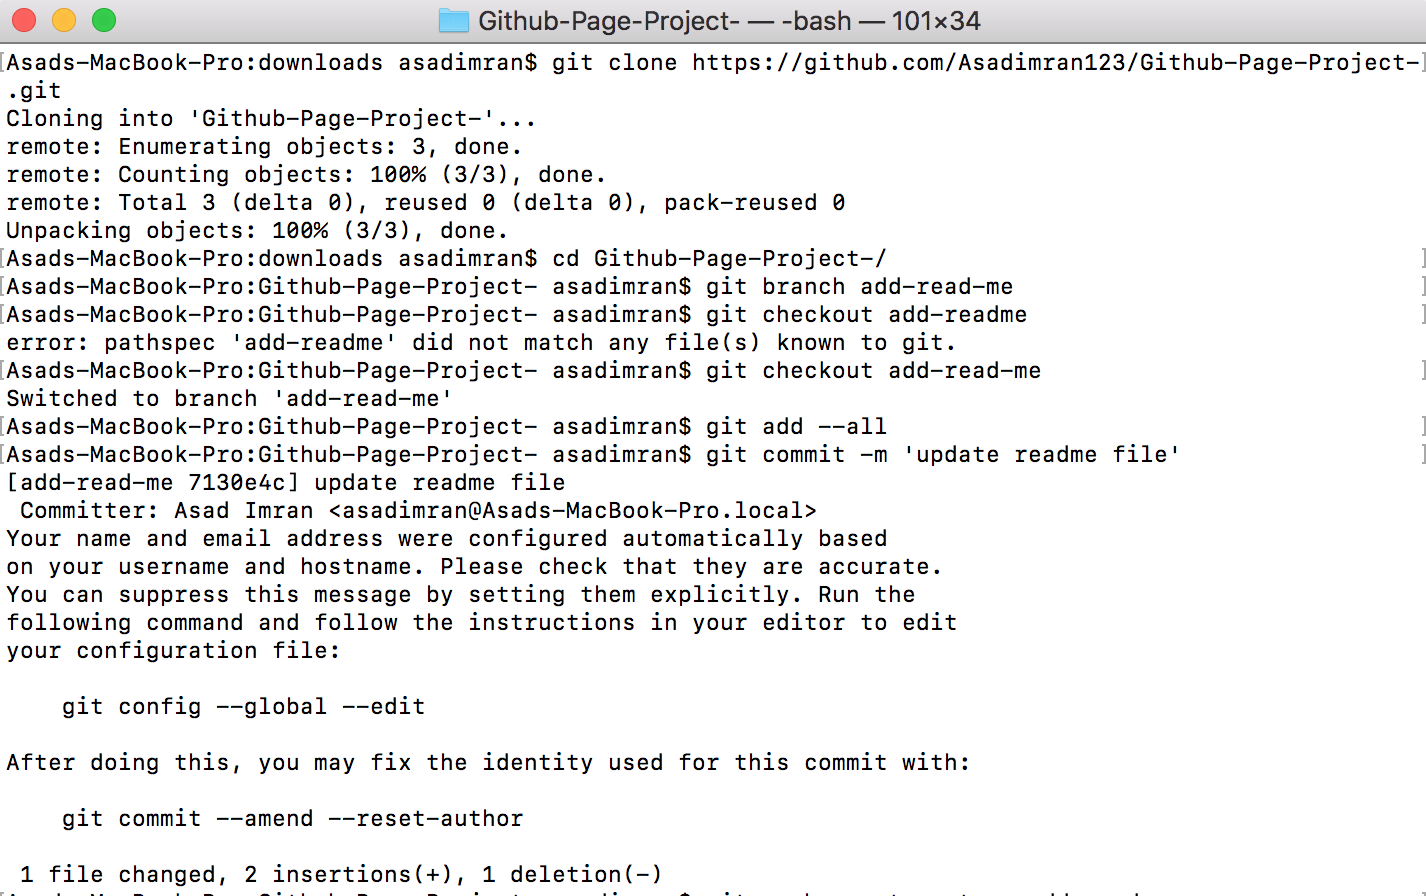 Github-Page-Project- — -bash — 101×34
[Asads-MacBook-Pro:downloads asadimran$ git clone https://github.com/Asadimran123/Github-Page-Project-]
.git
Cloning into 'Github-Page-Project-'...
remote: Enumerating objects: 3, done.
remote: Counting objects: 100% (3/3), done.
remote: Total 3 (delta 0), reused 0 (delta 0), pack-reused 0
Unpacking objects: 100% (3/3), done.
[Asads-MacBook-Pro:downloads asadimran$ cd Github-Page-Project-/ ]
[Asads-MacBook-Pro:Github-Page-Project- asadimran$ git branch add-read-me ]
[Asads-MacBook-Pro:Github-Page-Project- asadimran$ git checkout add-readme ]
error: pathspec 'add-readme' did not match any file(s) known to git.
[Asads-MacBook-Pro:Github-Page-Project- asadimran$ git checkout add-read-me ]
Switched to branch 'add-read-me'
[Asads-MacBook-Pro:Github-Page-Project- asadimran$ git add --all ]
[Asads-MacBook-Pro:Github-Page-Project- asadimran$ git commit -m 'update readme file' ]
[add-read-me 7130e4c] update readme file
 Committer: Asad Imran <asadimran@Asads-MacBook-Pro.local>
Your name and email address were configured automatically based
on your username and hostname. Please check that they are accurate.
You can suppress this message by setting them explicitly. Run the
following command and follow the instructions in your editor to edit
your configuration file:
    git config --global --edit
After doing this, you may fix the identity used for this commit with:
    git commit --amend --reset-author
 1 file changed, 2 insertions(+), 1 deletion(-)